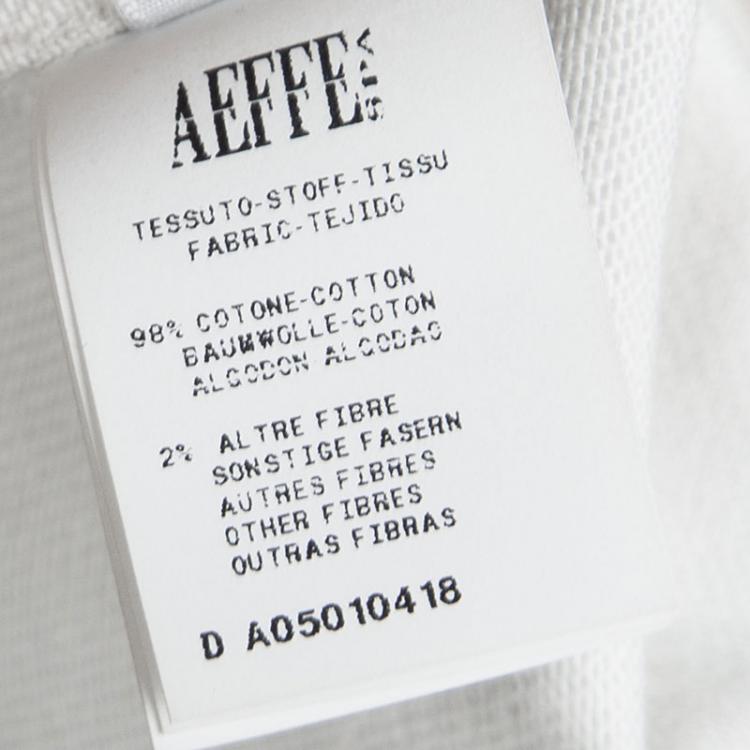 AEFFE S.P.A.
TESSUTO-STOFF-TISSU
FABRIC-TEJIDO
98% COTONE-COTTON
BAUMWOLLE-COTON
ALGODON ALGODAO
2% ALTRE FIBRE
SONSTIGE FASERN
AUTRES FIBRES
OTHER FIBRES
OUTRAS FIBRAS
D A05010418